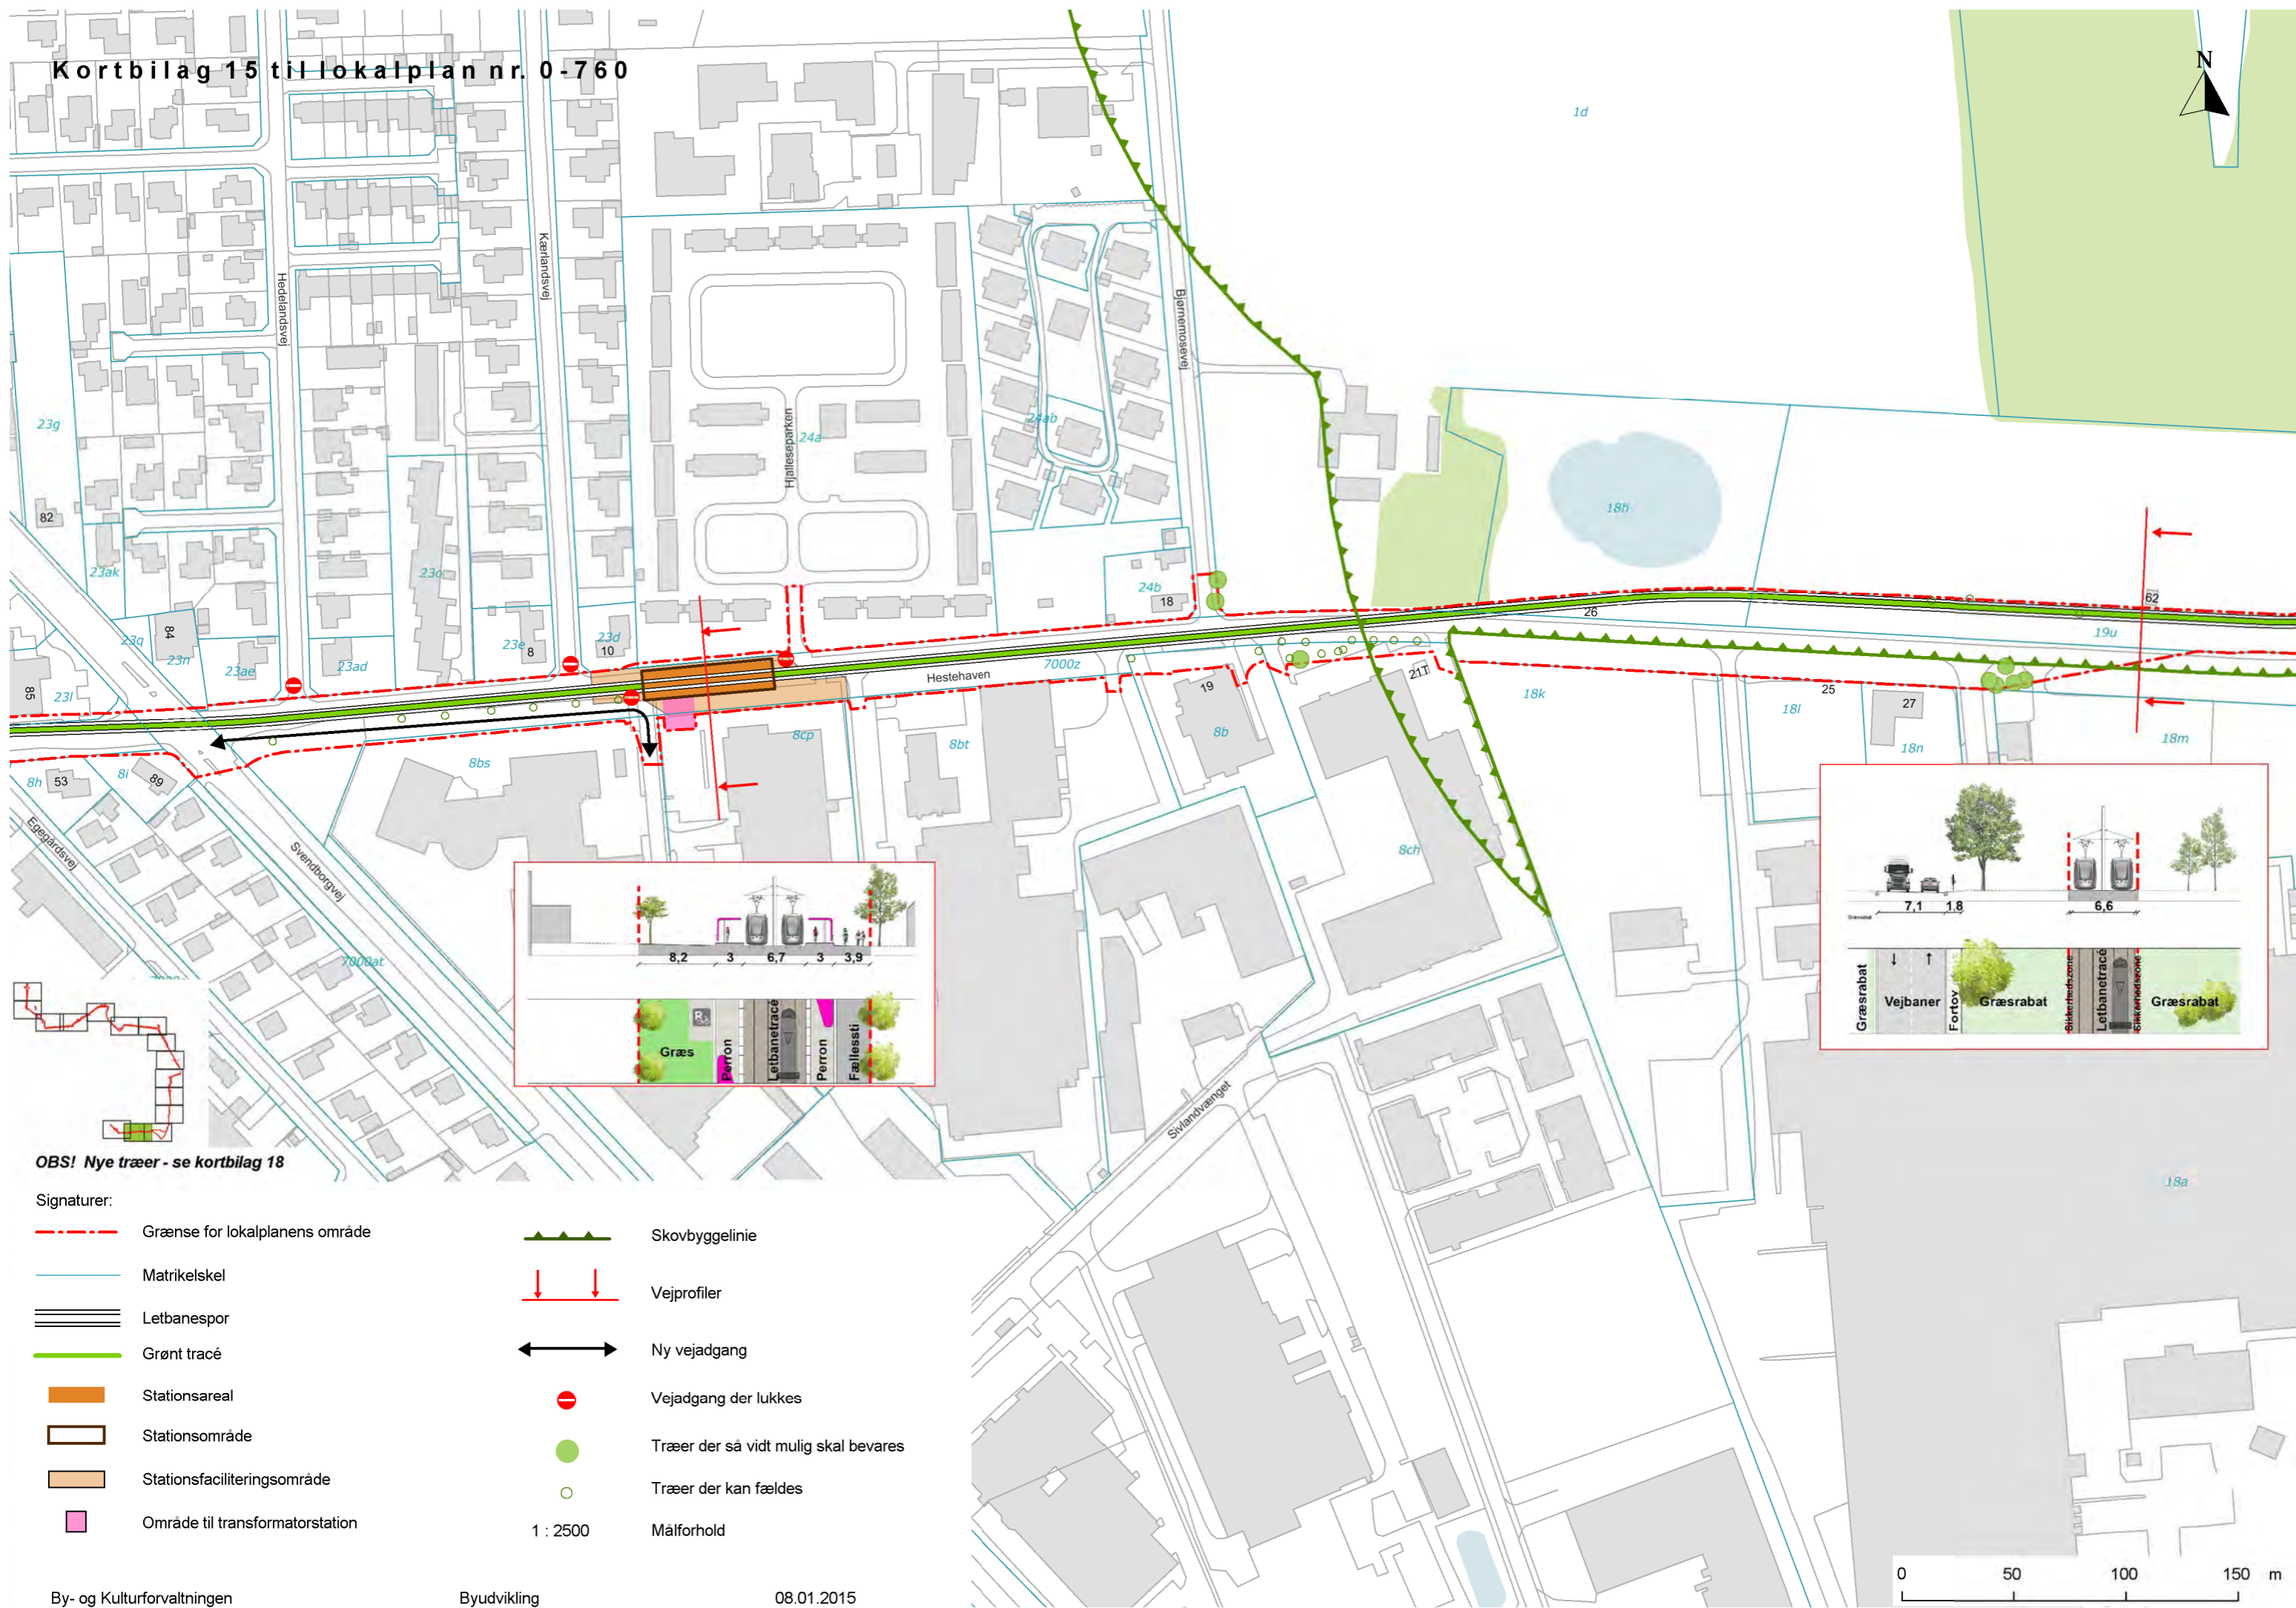 Kortbilag 15 til lokalplan nr. 0-760
N
1d
Kærlandsvej
Hedelandsvej
Bjørnemosevej
Hjalleseparken
23g
24a
24ab
18h
82
23ak
23o
24b
18
62
26
84
23q
23n
23ae
23ad
23e
8
23d
10
19u
7000z
Hestehaven
85
23l
19
21T
18k
25
18l
27
18n
18m
8h
53
8i
89
8bs
8cp
8bt
8b
8ch
Egegårdsvej
Svendborgvej
7000at
Sivlandvænget
18a
8,2
3
6,7
3
3,9
Græs
Perron
Letbanetracé
Perron
Fællessti
7,1
1.8
6,6
Græsrabat
Græsrabat
Vejbaner
Fortov
Græsrabat
Sikkerhedszone
Letbanetracé
Sikkerhedszone
Græsrabat
OBS! Nye træer - se kortbilag 18
Signaturer:
Grænse for lokalplanens område
Matrikelskel
Letbanespor
Grønt tracé
Stationsareal
Stationsområde
Stationsfaciliteringsområde
Område til transformatorstation
Skovbyggelinie
Vejprofiler
Ny vejadgang
Vejadgang der lukkes
Træer der så vidt mulig skal bevares
Træer der kan fældes
1 : 2500 Målforhold
By- og Kulturforvaltningen Byudvikling 08.01.2015
0 50 100 150 m